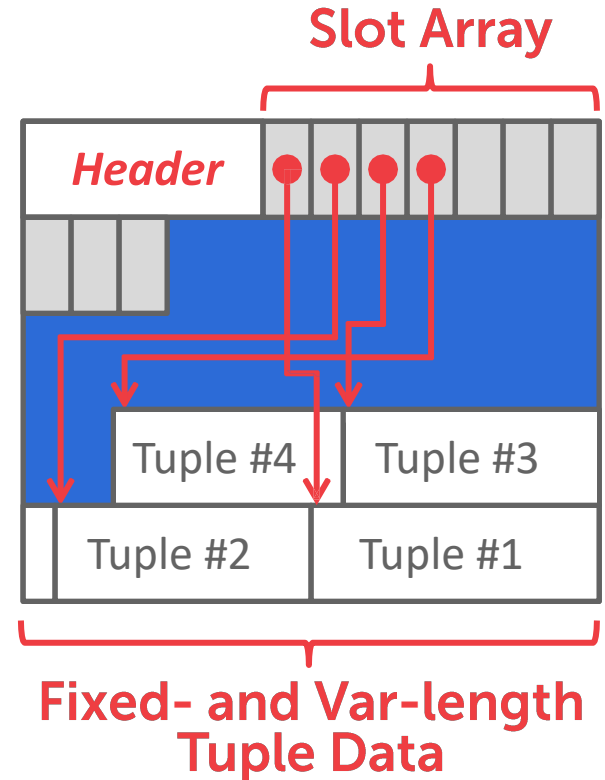 Slot Array
Header
Tuple #4
Tuple #3
Tuple #2
Tuple #1
Fixed- and Var-length
Tuple Data